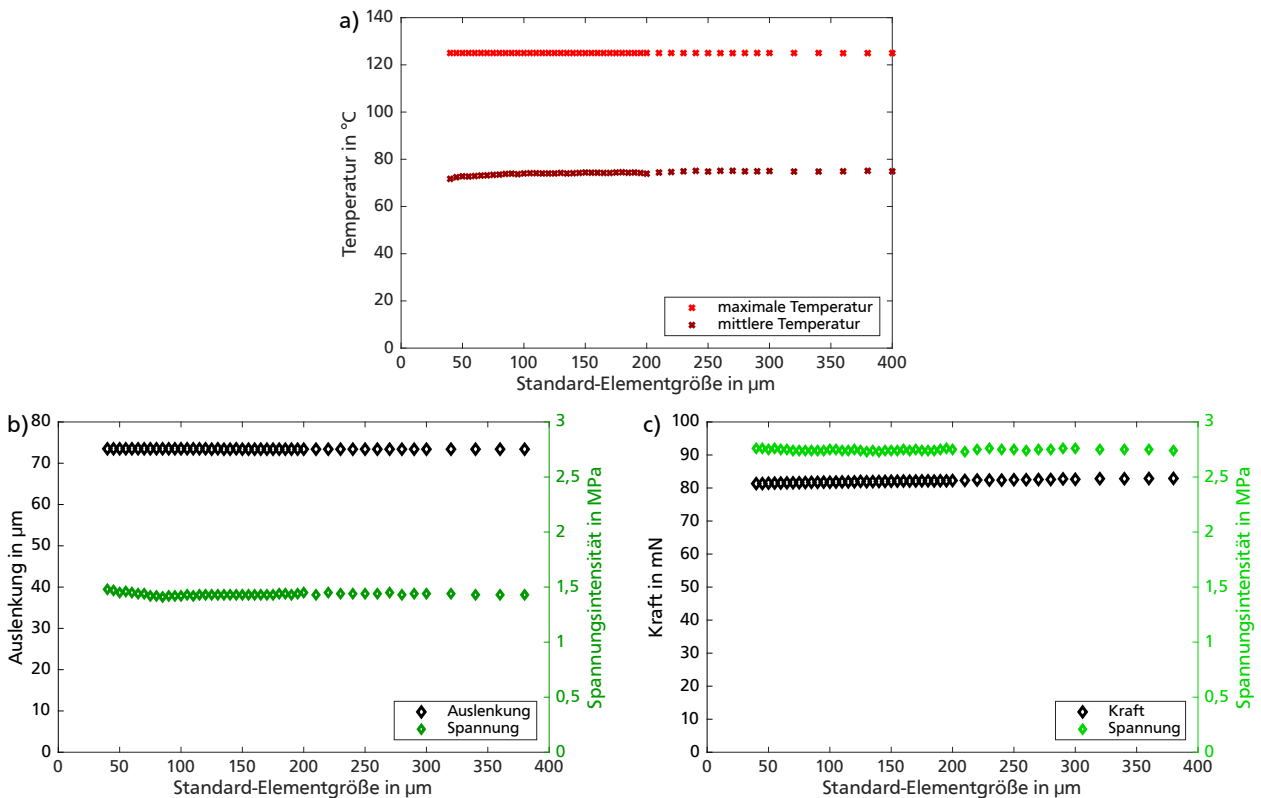 a)
140
120
100
80
60
40
20
0
Temperatur in °C
maximale Temperatur
mittlere Temperatur
0 50 100 150 200 250 300 350 400
Standard-Elementgröße in µm
b)
80
70
60
50
40
30
20
10
0
Auslenkung in µm
3
2,5
2
1,5
1
0,5
0
Spannungsintensität in MPa
Auslenkung
Spannung
0 50 100 150 200 250 300 350 400
Standard-Elementgröße in µm
c)
100
90
80
70
60
50
40
30
20
10
0
Kraft in mN
3
2,5
2
1,5
1
0,5
0
Spannungsintensität in MPa
Kraft
Spannung
0 50 100 150 200 250 300 350 400
Standard-Elementgröße in µm